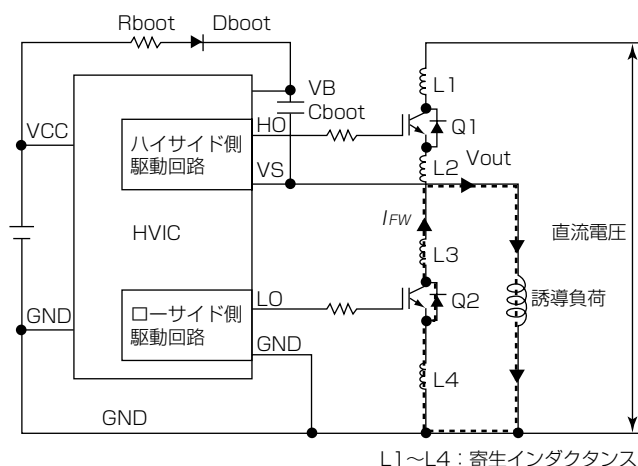 Rboot
Dboot
VB
Cboot
L1
VCC
HO
ハイサイド側
駆動回路
Q1
VS
L2
Vout
HVIC
IFW
直流電圧
L3
ローサイド側
駆動回路
LO
Q2
誘導負荷
GND
GND
L4
GND
L1～L4：寄生インダクタンス